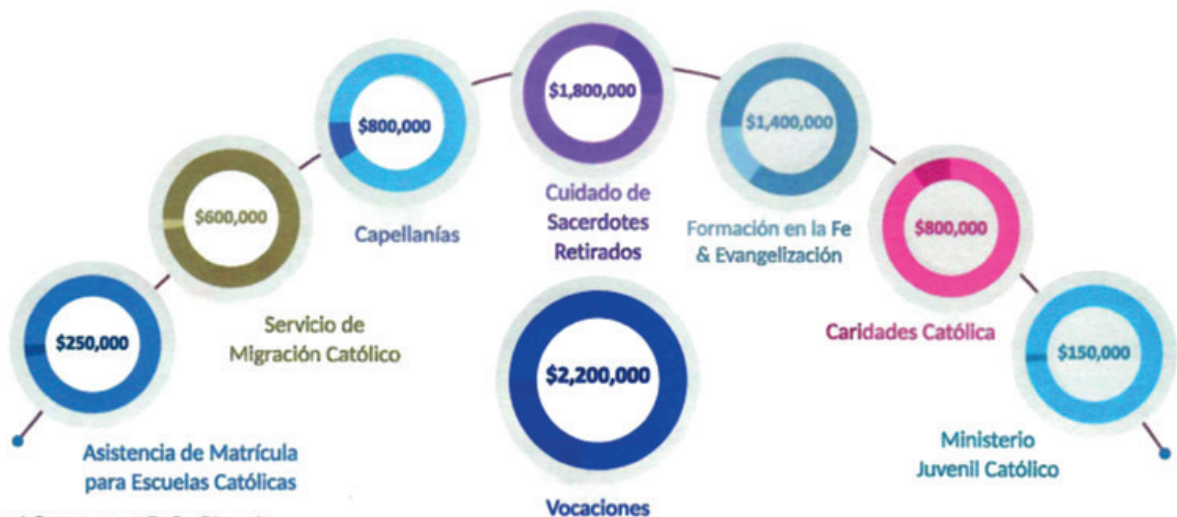 $250,000
Asistencia de Matrícula
para Escuelas Católicas
$600,000
Servicio de
Migración Católico
$800,000
Capellanías
$1,800,000
Cuidado de
Sacerdotes
Retirados
$2,200,000
Vocaciones
$1,400,000
Formación en la Fe
& Evangelización
$800,000
Caridades Católica
$150,000
Ministerio
Juvenil Católico